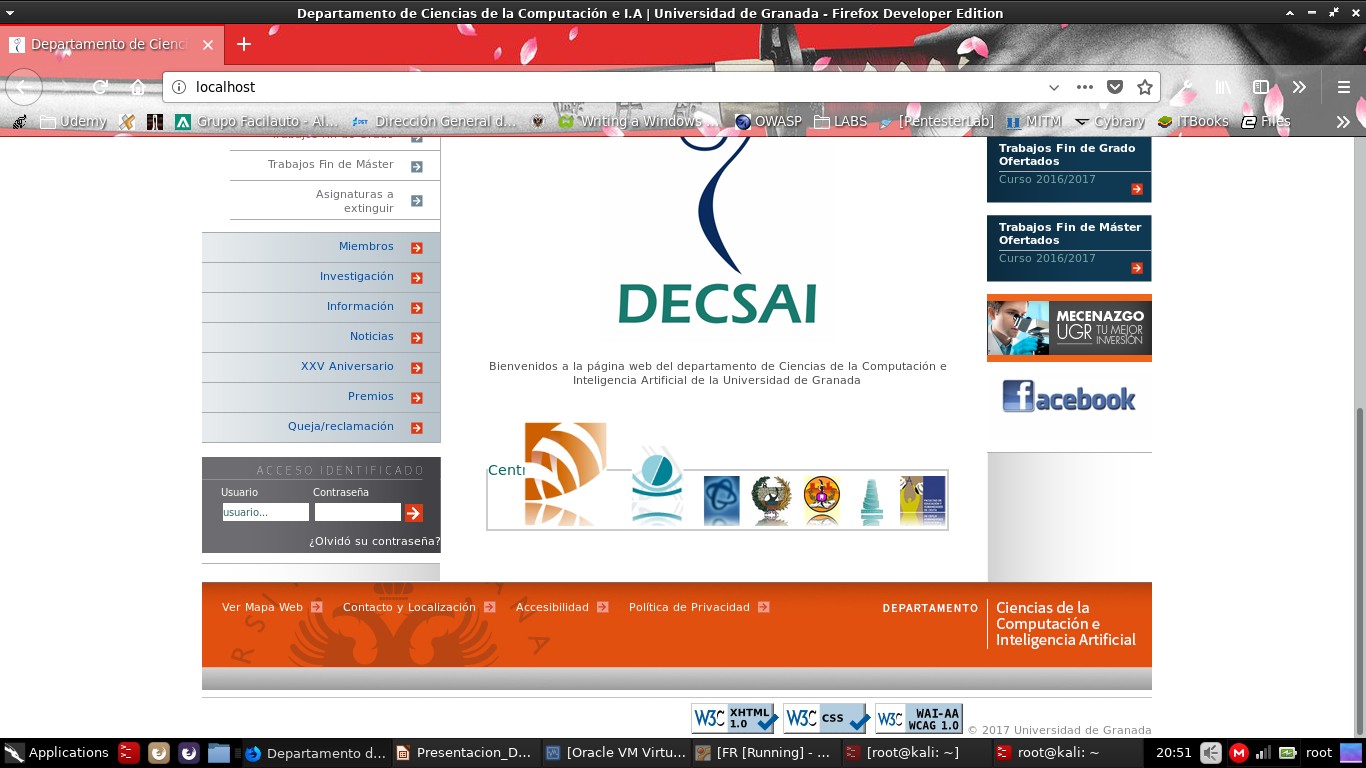 Departamento de Ciencias de la Computación e I.A | Universidad de Granada - Firefox Developer Edition
Departamento de Cienc
localhost
Udemy
Grupo Facilauto - Al...
Dirección General d...
Writing a Windows ...
OWASP
LABS
[PentesterLab]
MITM
Cybrary
ITBooks
Files
Trabajos Fin de Máster
Asignaturas a
extinguir
Miembros
Investigación
Información
Noticias
XXV Aniversario
Premios
Queja/reclamación
ACCESO IDENTIFICADO
Usuario
Contraseña
usuario...
¿Olvidó su contraseña?
DECSAI
Bienvenidos a la página web del departamento de Ciencias de la Computación e
Inteligencia Artificial de la Universidad de Granada
Centr
Trabajos Fin de Grado
Ofertados
Curso 2016/2017
Trabajos Fin de Máster
Ofertados
Curso 2016/2017
MECENAZGO
UGR TU MEJOR
INVERSIÓN
facebook
Ver Mapa Web
Contacto y Localización
Accesibilidad
Política de Privacidad
DEPARTAMENTO
Ciencias de la
Computación e
Inteligencia Artificial
W3C XHTML 1.0
W3C CSS
W3C WAI-AA WCAG 1.0
© 2017 Universidad de Granada
Applications
Departamento d...
Presentacion_D...
[Oracle VM Virtu...
[FR [Running] - ...
[root@kali: ~]
root@kali: ~
20:51
root